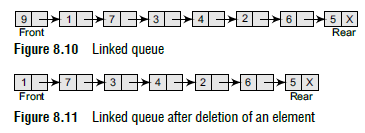 9 1 7 3 4 2 6 5 X
Front Rear
Figure 8.10 Linked queue
1 7 3 4 2 6 5 X
Front Rear
Figure 8.11 Linked queue after deletion of an element